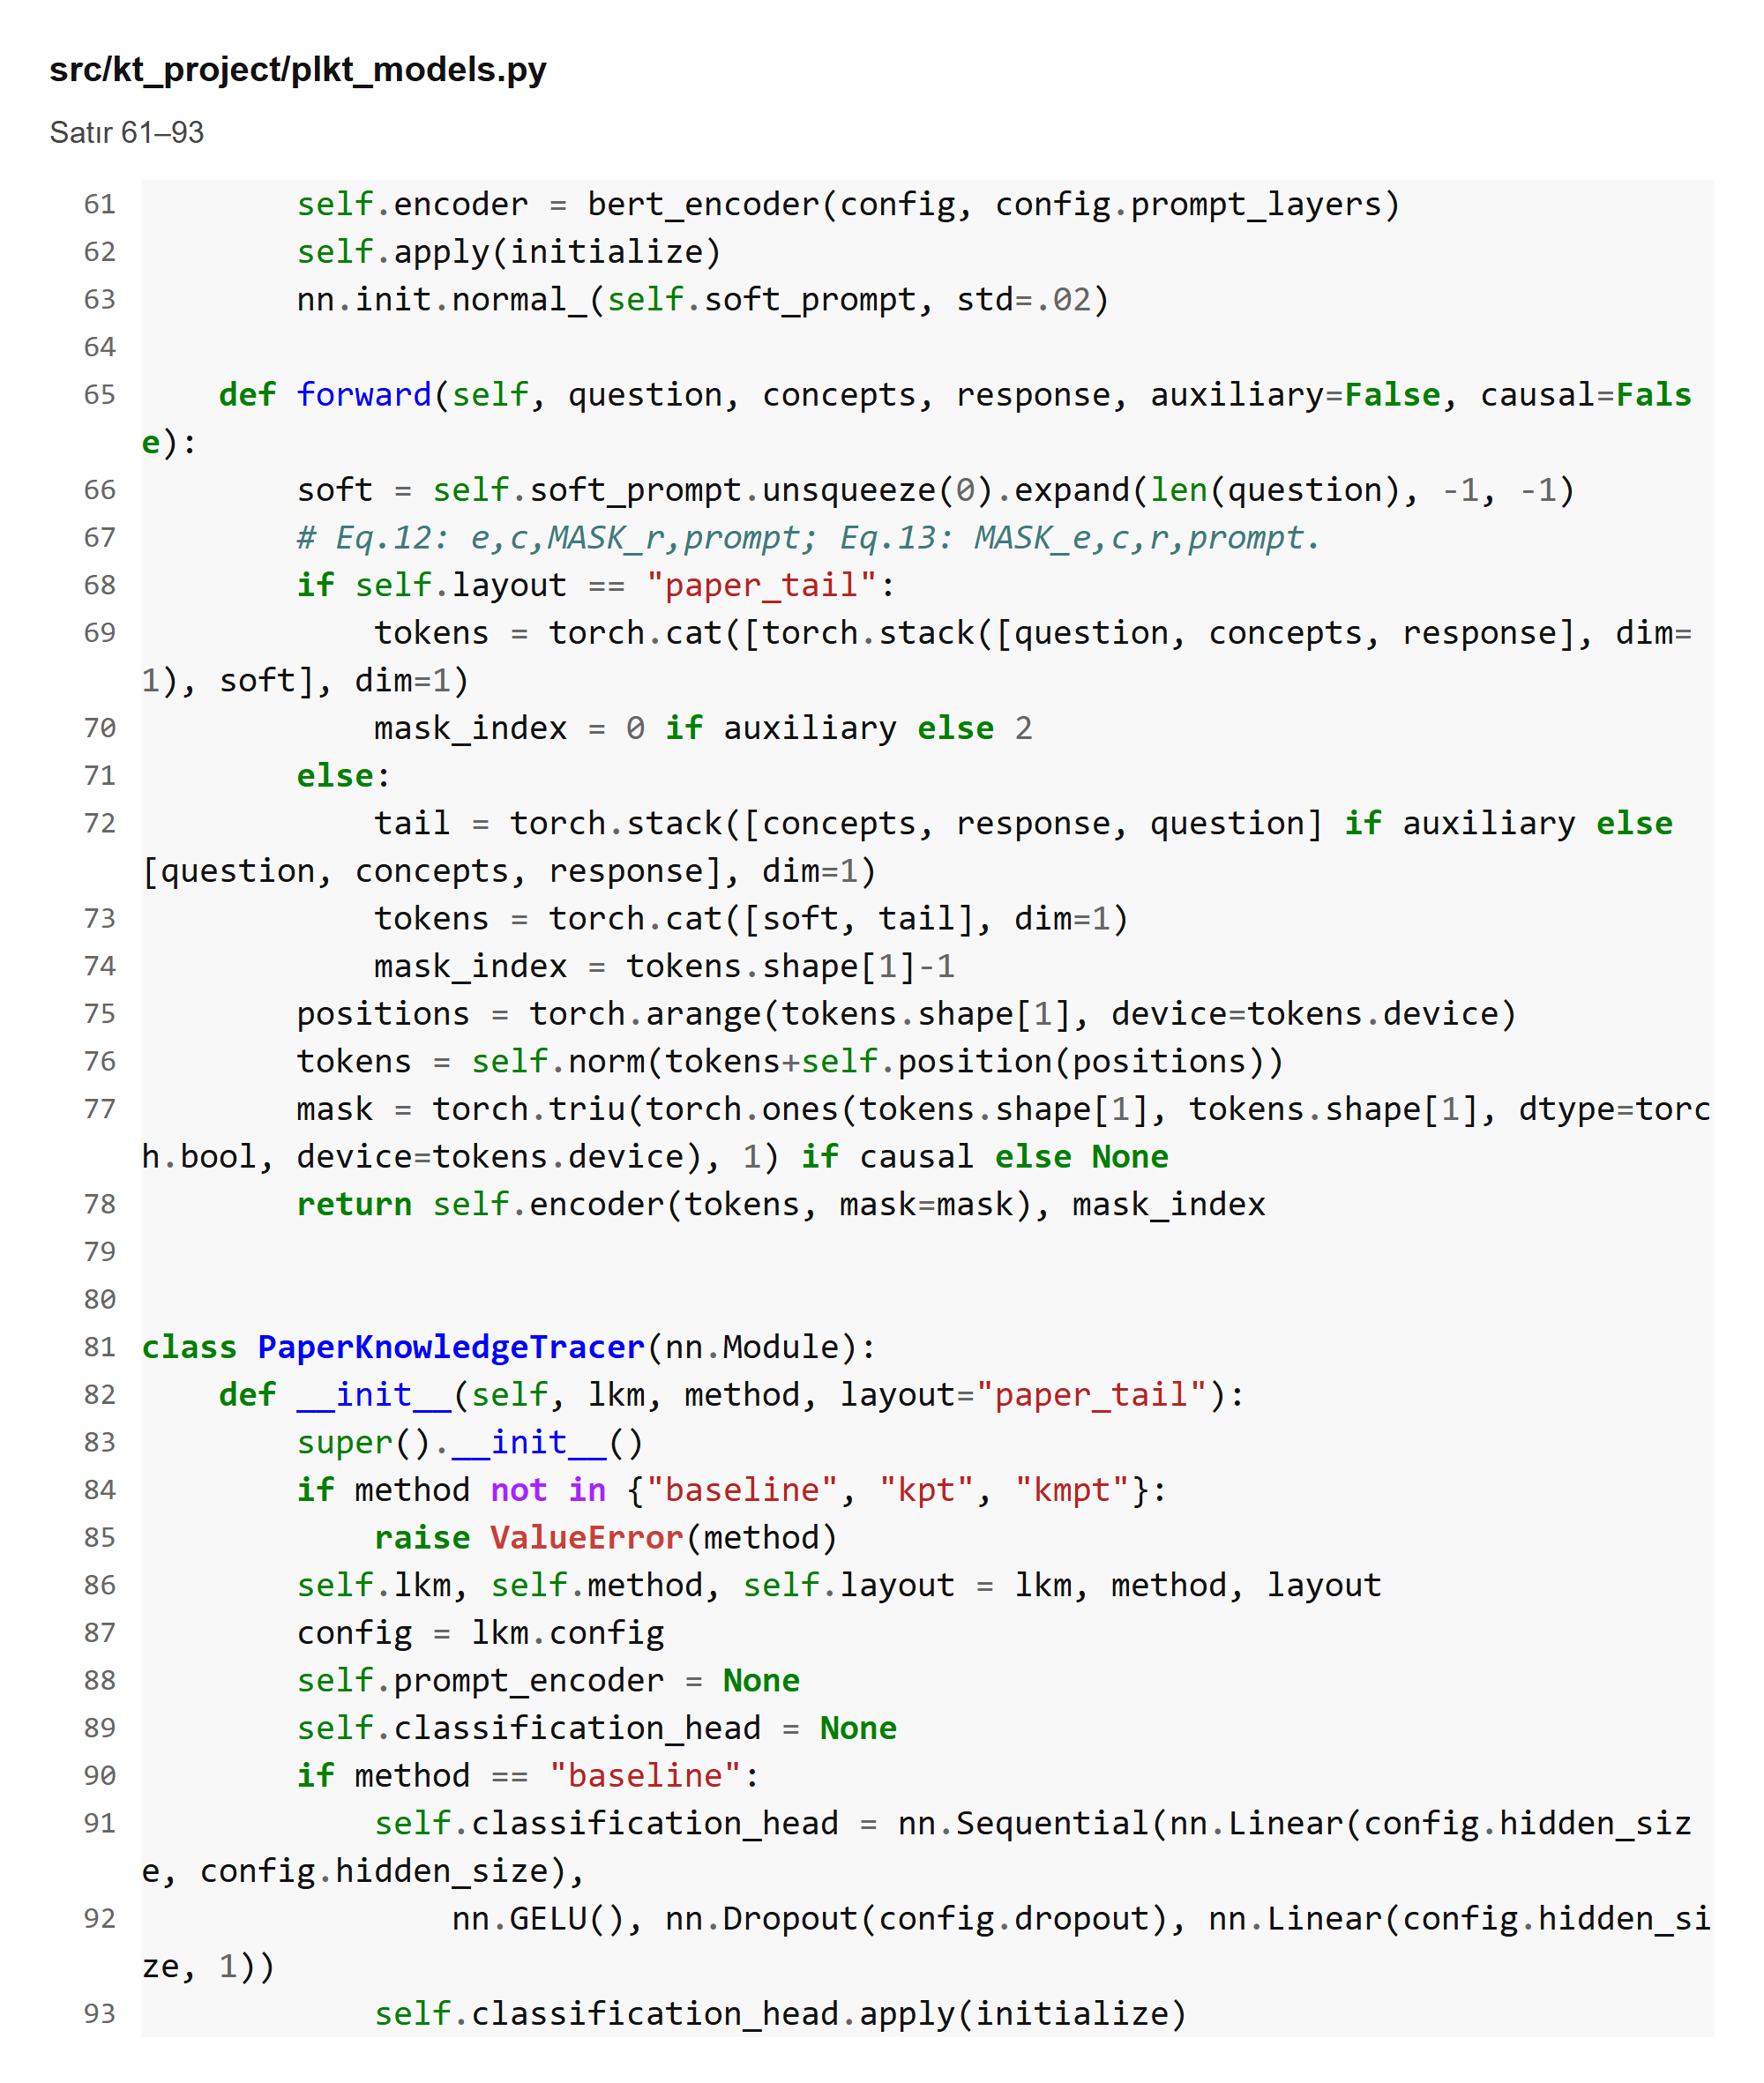 src/kt_project/plkt_models.py
Satır 61–93
61         self.encoder = bert_encoder(config, config.prompt_layers)
62         self.apply(initialize)
63         nn.init.normal_(self.soft_prompt, std=.02)
64
65     def forward(self, question, concepts, response, auxiliary=False, causal=Fals
e):
66         soft = self.soft_prompt.unsqueeze(0).expand(len(question), -1, -1)
67         # Eq.12: e,c,MASK_r,prompt; Eq.13: MASK_e,c,r,prompt.
68         if self.layout == "paper_tail":
69             tokens = torch.cat([torch.stack([question, concepts, response], dim=
1), soft], dim=1)
70             mask_index = 0 if auxiliary else 2
71         else:
72             tail = torch.stack([concepts, response, question] if auxiliary else
[question, concepts, response], dim=1)
73             tokens = torch.cat([soft, tail], dim=1)
74             mask_index = tokens.shape[1]-1
75         positions = torch.arange(tokens.shape[1], device=tokens.device)
76         tokens = self.norm(tokens+self.position(positions))
77         mask = torch.triu(torch.ones(tokens.shape[1], tokens.shape[1], dtype=torc
h.bool, device=tokens.device), 1) if causal else None
78         return self.encoder(tokens, mask=mask), mask_index
79
80
81 class PaperKnowledgeTracer(nn.Module):
82     def __init__(self, lkm, method, layout="paper_tail"):
83         super().__init__()
84         if method not in {"baseline", "kpt", "kmpt"}:
85             raise ValueError(method)
86         self.lkm, self.method, self.layout = lkm, method, layout
87         config = lkm.config
88         self.prompt_encoder = None
89         self.classification_head = None
90         if method == "baseline":
91             self.classification_head = nn.Sequential(nn.Linear(config.hidden_siz
e, config.hidden_size),
92                 nn.GELU(), nn.Dropout(config.dropout), nn.Linear(config.hidden_si
ze, 1))
93             self.classification_head.apply(initialize)